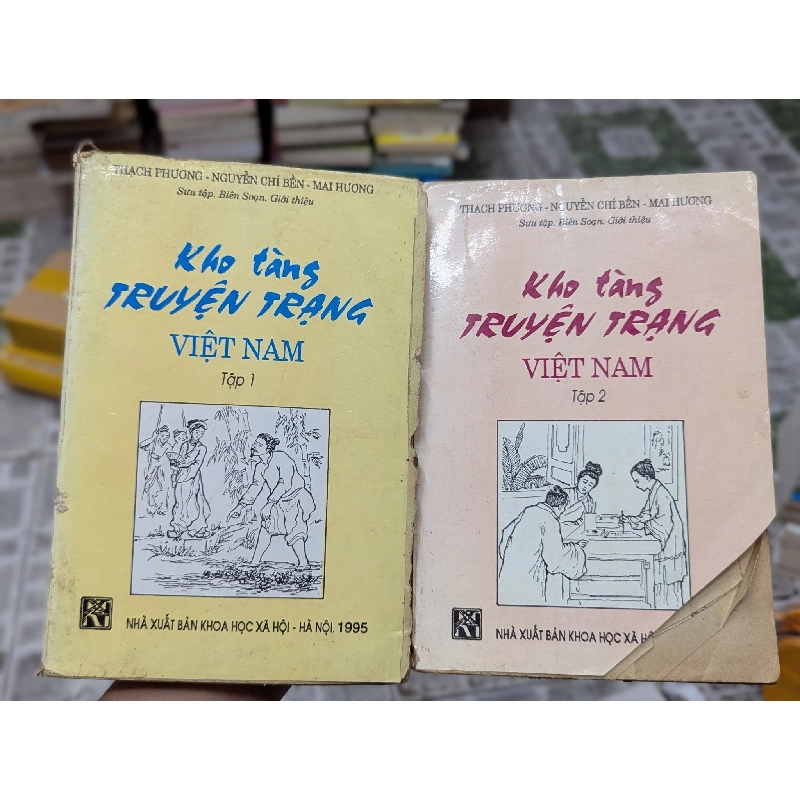 THẠCH PHƯƠNG - NGUYỄN CHÍ BỀN - MAI HƯƠNG
Sưu tập. Biên Soạn. Giới thiệu
Kho tàng
TRUYỆN TRẠNG
VIỆT NAM
Tập 1
NHÀ XUẤT BẢN KHOA HỌC XÃ HỘI - HÀ NỘI, 1995
THẠCH PHƯƠNG - NGUYỄN CHÍ BỀN - MAI HƯƠNG
Sưu tập. Biên Soạn. Giới thiệu
Kho tàng
TRUYỆN TRẠNG
VIỆT NAM
Tập 2
NHÀ XUẤT BẢN KHOA HỌC XÃ